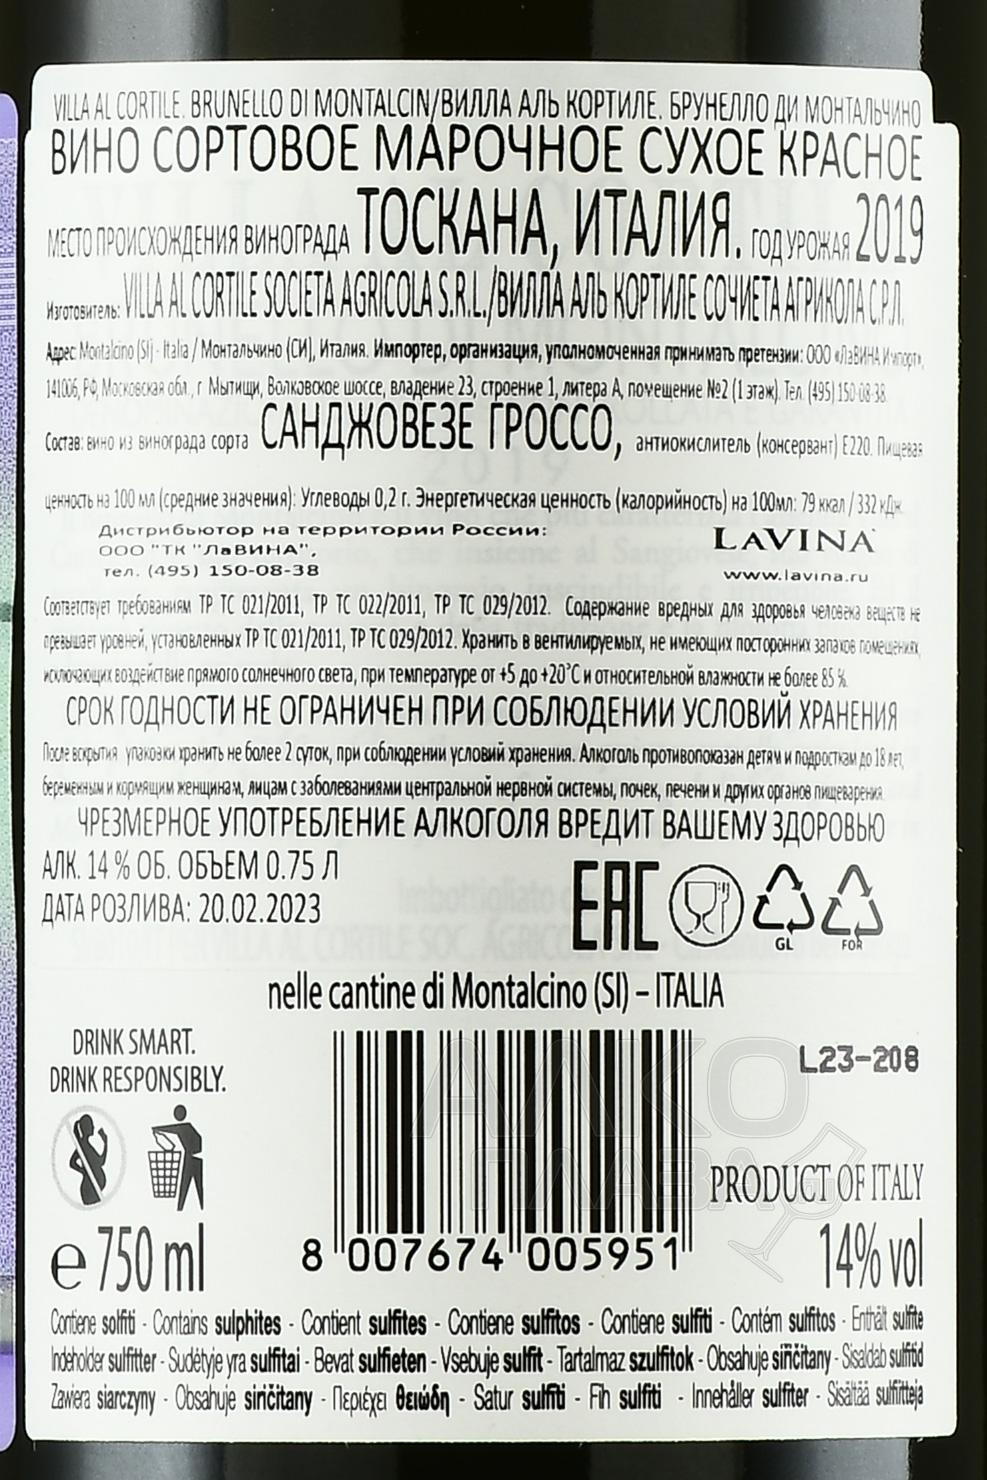 VILLA AL CORTILE. BRUNELLO DI MONTALCIN/ВИЛЛА АЛЬ КОРТИЛЕ. БРУНЕЛЛО ДИ МОНТАЛЬЧИНО
ВИНО СОРТОВОЕ МАРОЧНОЕ СУХОЕ КРАСНОЕ
МЕСТО ПРОИСХОЖДЕНИЯ ВИНОГРАДА ТОСКАНА, ИТАЛИЯ. ГОД УРОЖАЯ 2019
Изготовитель: VILLA AL CORTILE SOCIETA AGRICOLA S.R.L./ВИЛЛА АЛЬ КОРТИЛЕ СОЧИЕТА АГРИКОЛА С.Р.Л.
Адрес: Montalcino (SI) - Italia / Монтальчино (СИ), Италия. Импортер, организация, уполномоченная принимать претензии: ООО «ЛаВИНА Импорт»,
141006, РФ, Московская обл., г. Мытищи, Волковское шоссе, владение 23, строение 1, литера А, помещение №2 (1 этаж). Тел. (495) 150-08-38.
Состав: вино из винограда сорта САНДЖОВЕЗЕ ГРОССО, антиокислитель (консервант) Е220. Пищевая
ценность на 100 мл (средние значения): Углеводы 0,2 г. Энергетическая ценность (калорийность) на 100мл: 79 ккал / 332 кДж.
Дистрибьютор на территории России:
ООО "ТК "ЛаВИНА",
тел. (495) 150-08-38
LAVINA
www.lavina.ru
Соответствует требованиям ТР ТС 021/2011, ТР ТС 022/2011, ТР ТС 029/2012. Содержание вредных для здоровья человека веществ не
превышает уровней, установленных ТР ТС 021/2011, ТР ТС 029/2012. Хранить в вентилируемых, не имеющих посторонних запахов помещениях,
исключающих воздействие прямого солнечного света, при температуре от +5 до +20°С и относительной влажности не более 85 %.
СРОК ГОДНОСТИ НЕ ОГРАНИЧЕН ПРИ СОБЛЮДЕНИИ УСЛОВИЙ ХРАНЕНИЯ
После вскрытия упаковки хранить не более 2 суток, при соблюдении условий хранения. Алкоголь противопоказан детям и подросткам до 18 лет,
беременным и кормящим женщинам, лицам с заболеваниями центральной нервной системы, почек, печени и других органов пищеварения.
ЧРЕЗМЕРНОЕ УПОТРЕБЛЕНИЕ АЛКОГОЛЯ ВРЕДИТ ВАШЕМУ ЗДОРОВЬЮ
АЛК. 14 % ОБ. ОБЪЕМ 0.75 Л
ДАТА РОЗЛИВА: 20.02.2023
EAC
GL
FOR
nelle cantine di Montalcino (SI) – ITALIA
DRINK SMART.
DRINK RESPONSIBLY.
L23-208
АЛКО
ПЛАВА
PRODUCT OF ITALY
e 750 ml
8 007674 005951
14% vol
Contiene solfiti - Contains sulphites - Contient sulfites - Contiene sulfitos - Contiene sulfiti - Contém sulfitos - Enthält sulfite
Indeholder sulfitter - Sudėtyje yra sulfitai - Bevat sulfieten - Vsebuje sulfit - Tartalmaz szulfitok - Obsahuje siřičitany - Sisaldab sulfitid
Zawiera siarczyny - Obsahuje siričitany - Περιέχει θειώδη - Satur sulfiti - Fih sulfiti - Innehåller sulfiter - Sisältää sulfiitteja